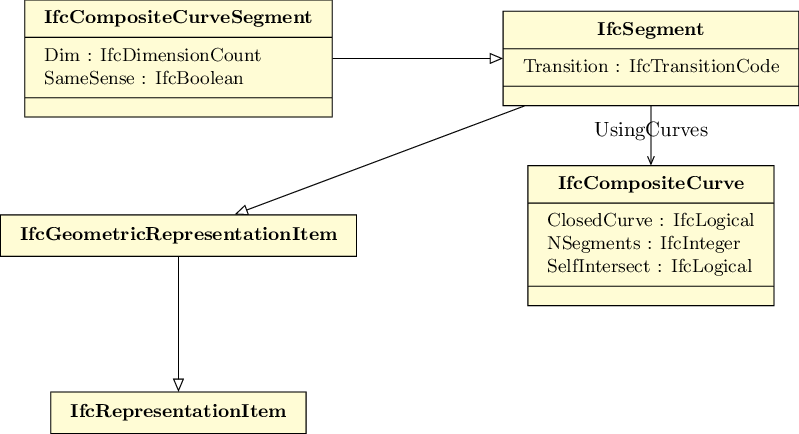 IfcCompositeCurveSegment
Dim : IfcDimensionCount
SameSense : IfcBoolean
IfcSegment
Transition : IfcTransitionCode
UsingCurves
IfcCompositeCurve
ClosedCurve : IfcLogical
NSegments : IfcInteger
SelfIntersect : IfcLogical
IfcGeometricRepresentationItem
IfcRepresentationItem